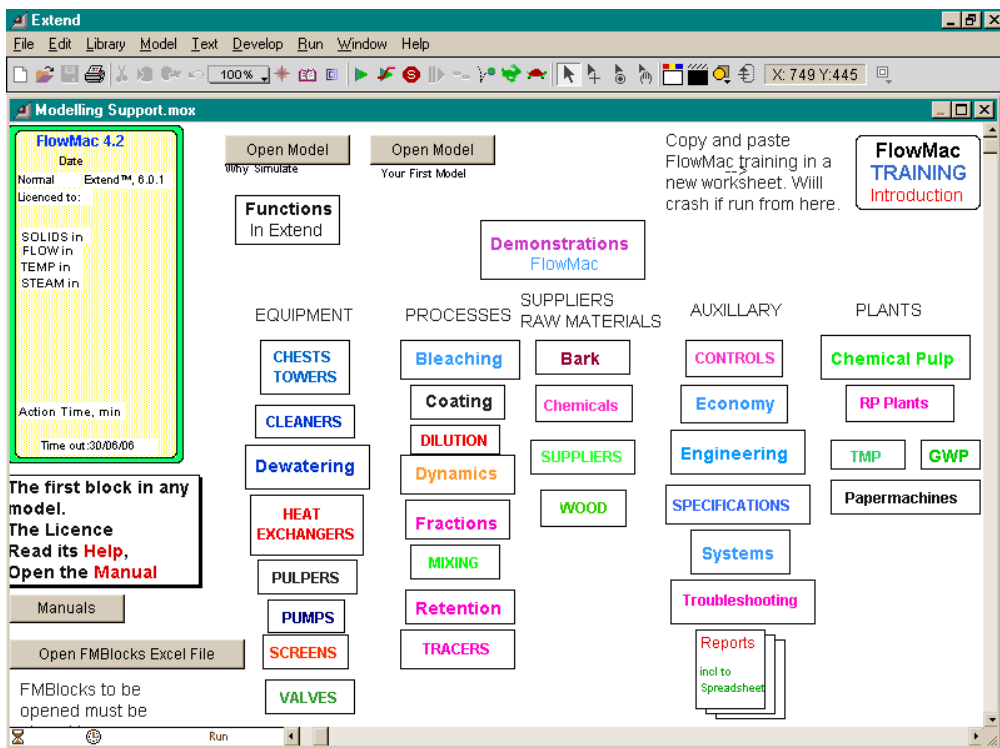 Extend
File Edit Library Model Text Develop Run Window Help
100%
X: 749 Y:445
Modelling Support.mox
FlowMac 4.2
Date
Normal Extend™, 6.0.1
Licenced to:
SOLIDS in
FLOW in
TEMP in
STEAM in
Action Time, min
Time out :30/06/06
The first block in any
model.
The Licence
Read its Help,
Open the Manual
Manuals
Open FMBlocks Excel File
FMBlocks to be
opened must be
Open Model
Why Simulate
Open Model
Your First Model
Functions
In Extend
Demonstrations
FlowMac
Copy and paste
FlowMac training in a
-->
new worksheet. Wiill
crash if run from here.
FlowMac
TRAINING
Introduction
EQUIPMENT
CHESTS
TOWERS
CLEANERS
Dewatering
HEAT
EXCHANGERS
PULPERS
PUMPS
SCREENS
VALVES
PROCESSES
Bleaching
Coating
DILUTION
Dynamics
Fractions
MIXING
Retention
TRACERS
SUPPLIERS
RAW MATERIALS
Bark
Chemicals
SUPPLIERS
WOOD
AUXILLARY
CONTROLS
Economy
Engineering
SPECIFICATIONS
Systems
Troubleshooting
Reports
incl to
Spreadsheet
PLANTS
Chemical Pulp
RP Plants
TMP GWP
Papermachines
Run